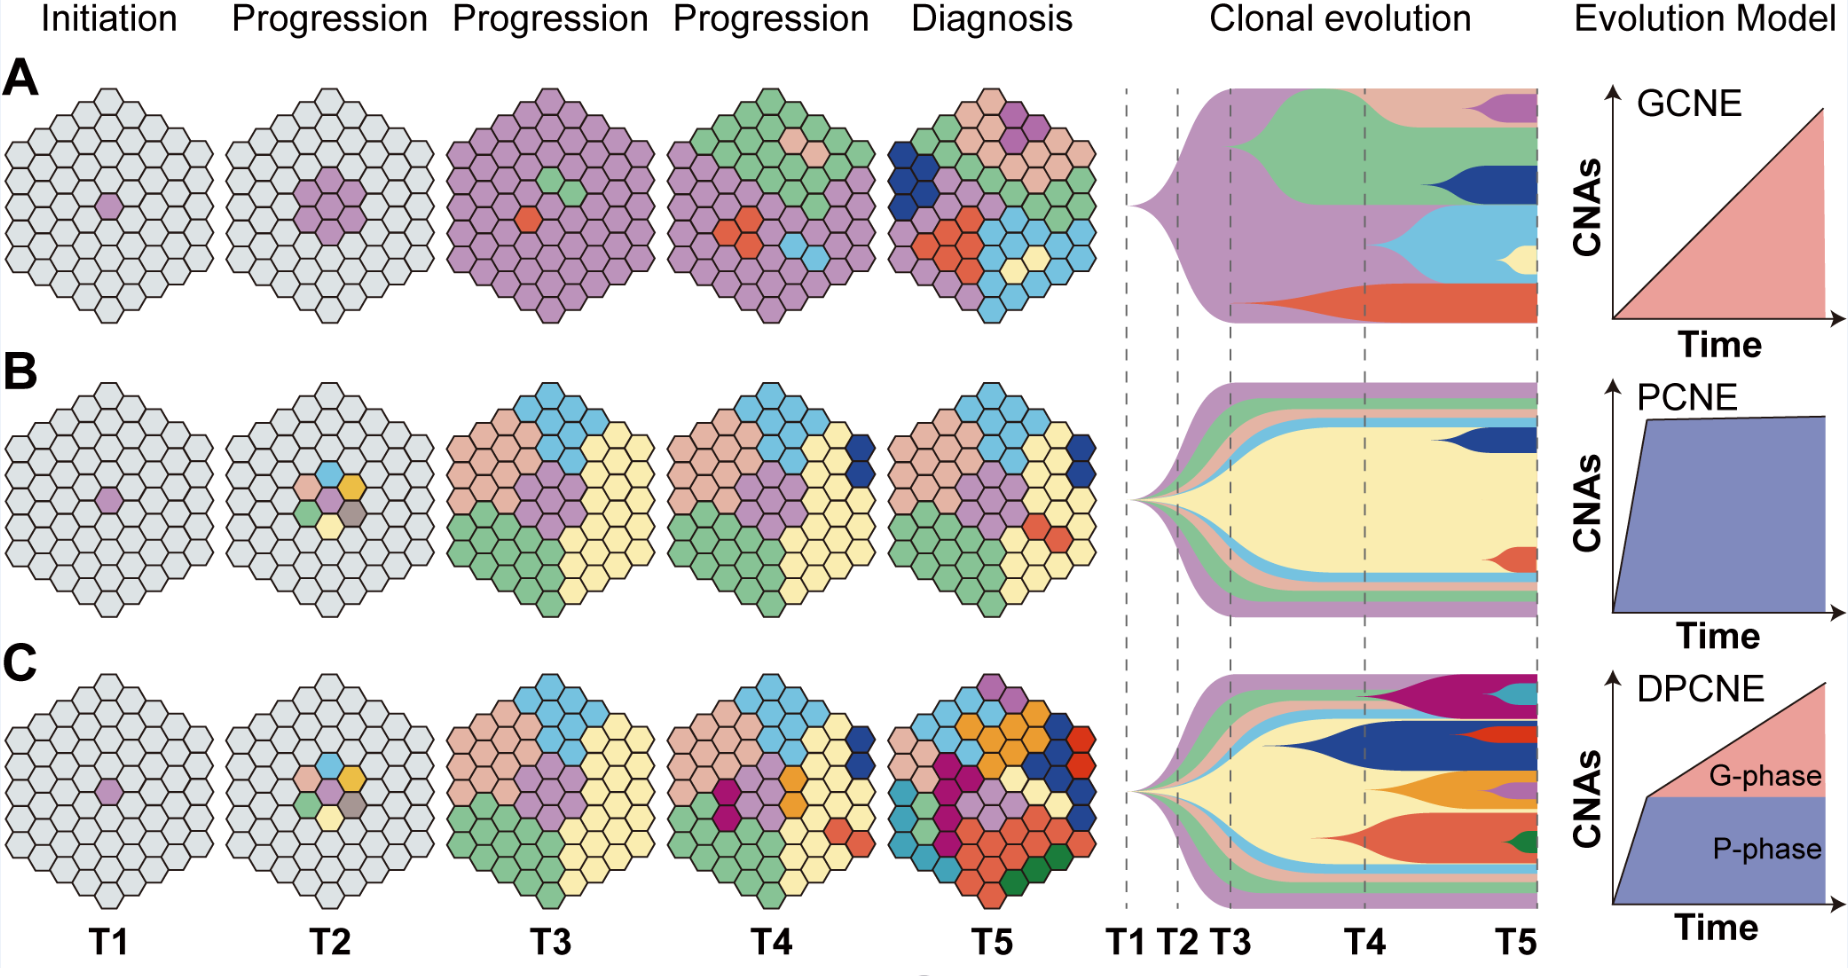 Initiation Progression Progression Progression Diagnosis Clonal evolution Evolution Model
A
GCNE
CNAs
Time
B
PCNE
CNAs
Time
C
DPCNE
G-phase
P-phase
CNAs
Time
T1 T2 T3 T4 T5 T1 T2 T3 T4 T5